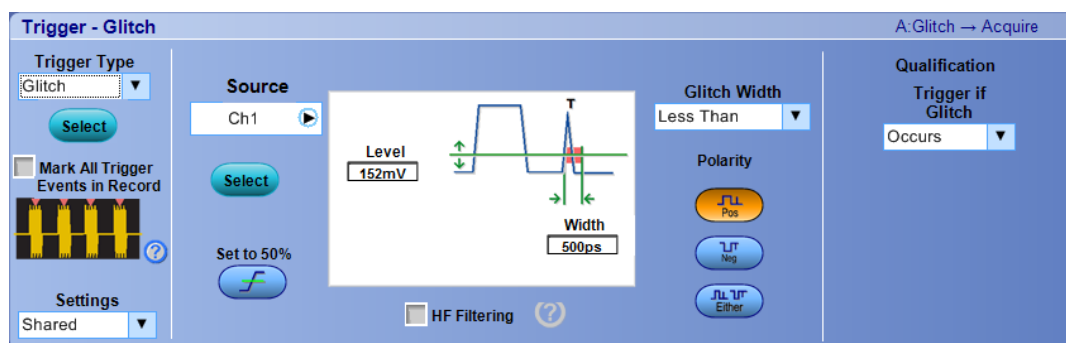 Trigger - Glitch
A:Glitch → Acquire
Trigger Type
Glitch
Select
Mark All Trigger
Events in Record
?
Settings
Shared
Source
Ch1
Select
Set to 50%
Level
152mV
T
Width
500ps
HF Filtering
?
Glitch Width
Less Than
Polarity
Pos
Neg
Either
Qualification
Trigger if
Glitch
Occurs